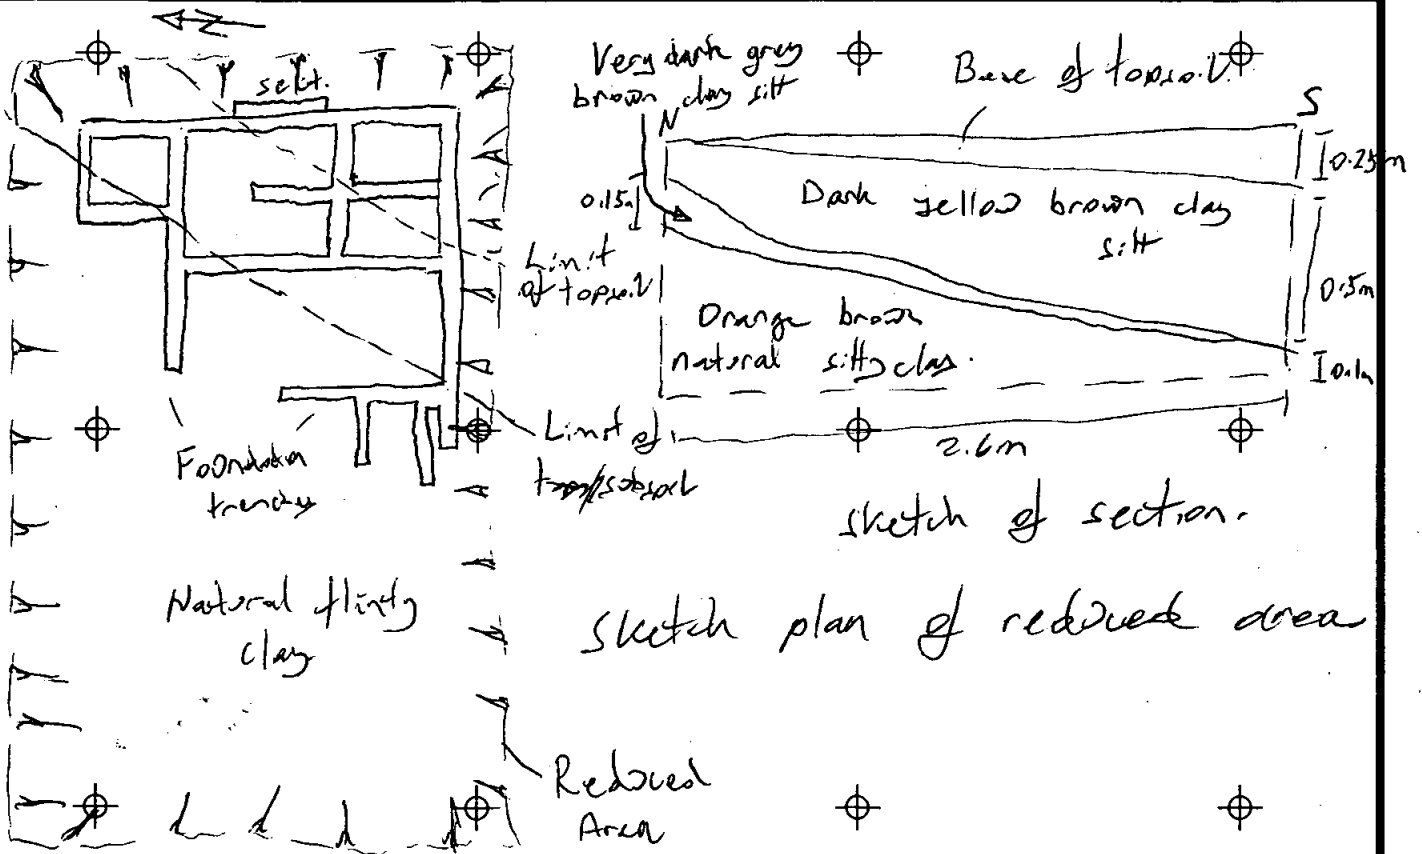 N
sect.
Very dark grey
brown clay silt
Base of topsoil
N
S
0.25m
0.15m
Dark yellow brown clay
silt
0.5m
Limit
of topsoil
Orange brown
natural silty clay.
0.1m
2.6m
Limit of
/subsoil
Foundation
trenches
Sketch of section.
Natural flinty
clay
Sketch plan of reduced area
Reduced
Area